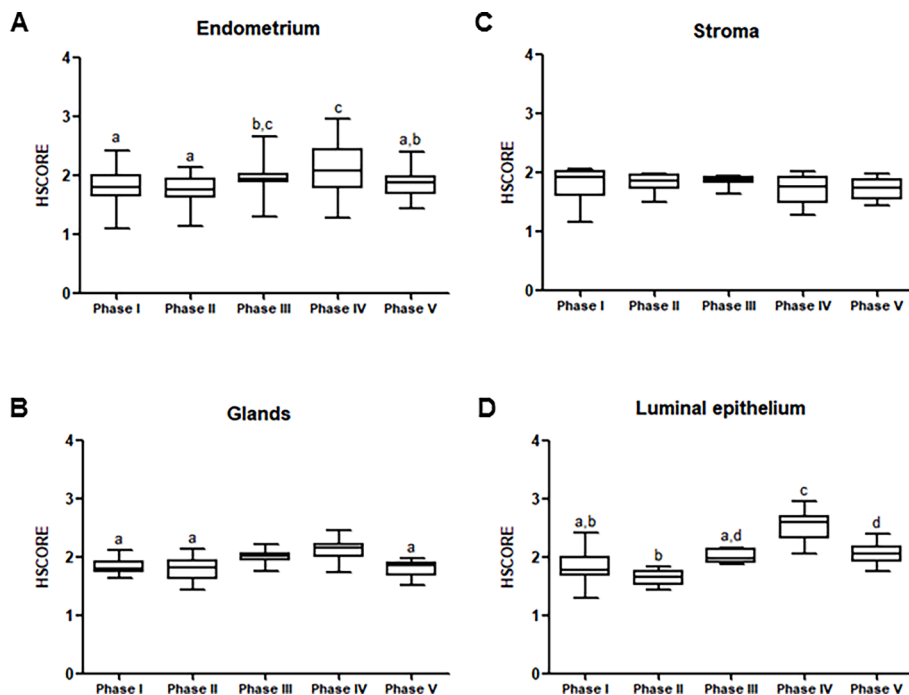 A
Endometrium
HSCORE
4
3
2
1
0
a
a
b,c
c
a,b
Phase I
Phase II
Phase III
Phase IV
Phase V
B
Glands
HSCORE
4
3
2
1
0
a
a
a
Phase I
Phase II
Phase III
Phase IV
Phase V
C
Stroma
HSCORE
4
3
2
1
0
Phase I
Phase II
Phase III
Phase IV
Phase V
D
Luminal epithelium
HSCORE
4
3
2
1
0
a,b
b
a,d
c
d
Phase I
Phase II
Phase III
Phase IV
Phase V